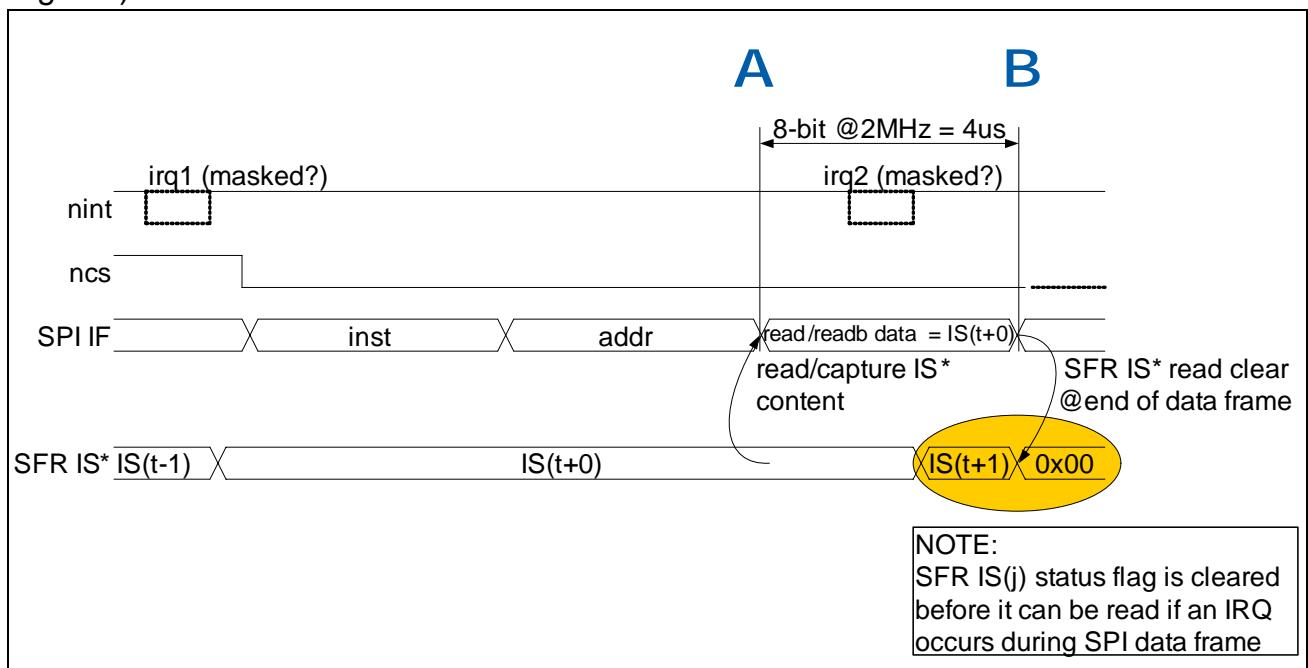 A B
8-bit @2MHz = 4us
irq1 (masked?) irq2 (masked?)
nint
ncs
SPI IF inst addr read/readb data = IS(t+0)
read/capture IS*
content
SFR IS* read clear
@end of data frame
SFR IS* IS(t-1) IS(t+0) IS(t+1) 0x00
NOTE:
SFR IS(j) status flag is cleared
before it can be read if an IRQ
occurs during SPI data frame